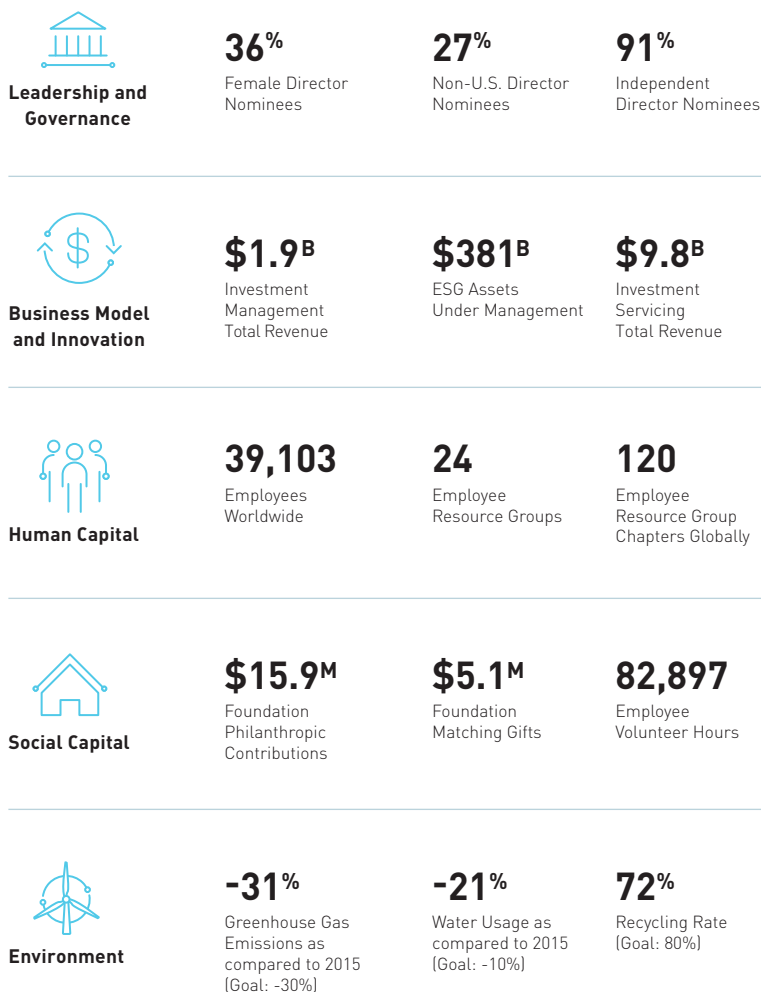 Leadership and
Governance
36%
Female Director
Nominees
27%
Non-U.S. Director
Nominees
91%
Independent
Director Nominees
Business Model
and Innovation
$1.9B
Investment
Management
Total Revenue
$381B
ESG Assets
Under Management
$9.8B
Investment
Servicing
Total Revenue
Human Capital
39,103
Employees
Worldwide
24
Employee
Resource Groups
120
Employee
Resource Group
Chapters Globally
Social Capital
$15.9M
Foundation
Philanthropic
Contributions
$5.1M
Foundation
Matching Gifts
82,897
Employee
Volunteer Hours
Environment
-31%
Greenhouse Gas
Emissions as
compared to 2015
(Goal: -30%)
-21%
Water Usage as
compared to 2015
(Goal: -10%)
72%
Recycling Rate
(Goal: 80%)